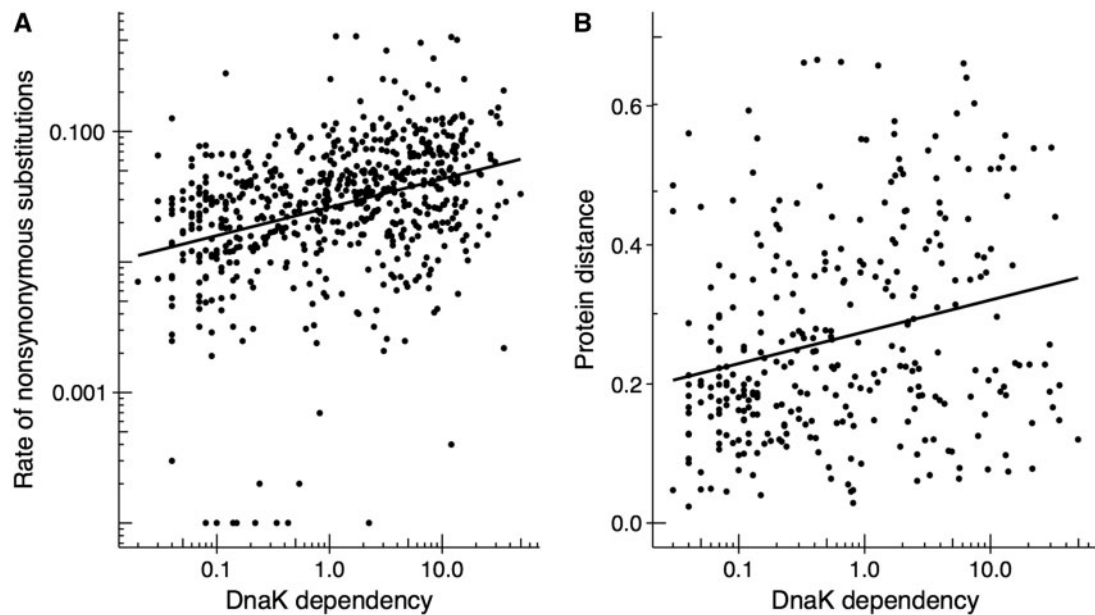 A
Rate of nonsynonymous substitutions
0.100
0.001
0.1
1.0
10.0
DnaK dependency
B
Protein distance
0.6
0.4
0.2
0.0
0.1
1.0
10.0
DnaK dependency